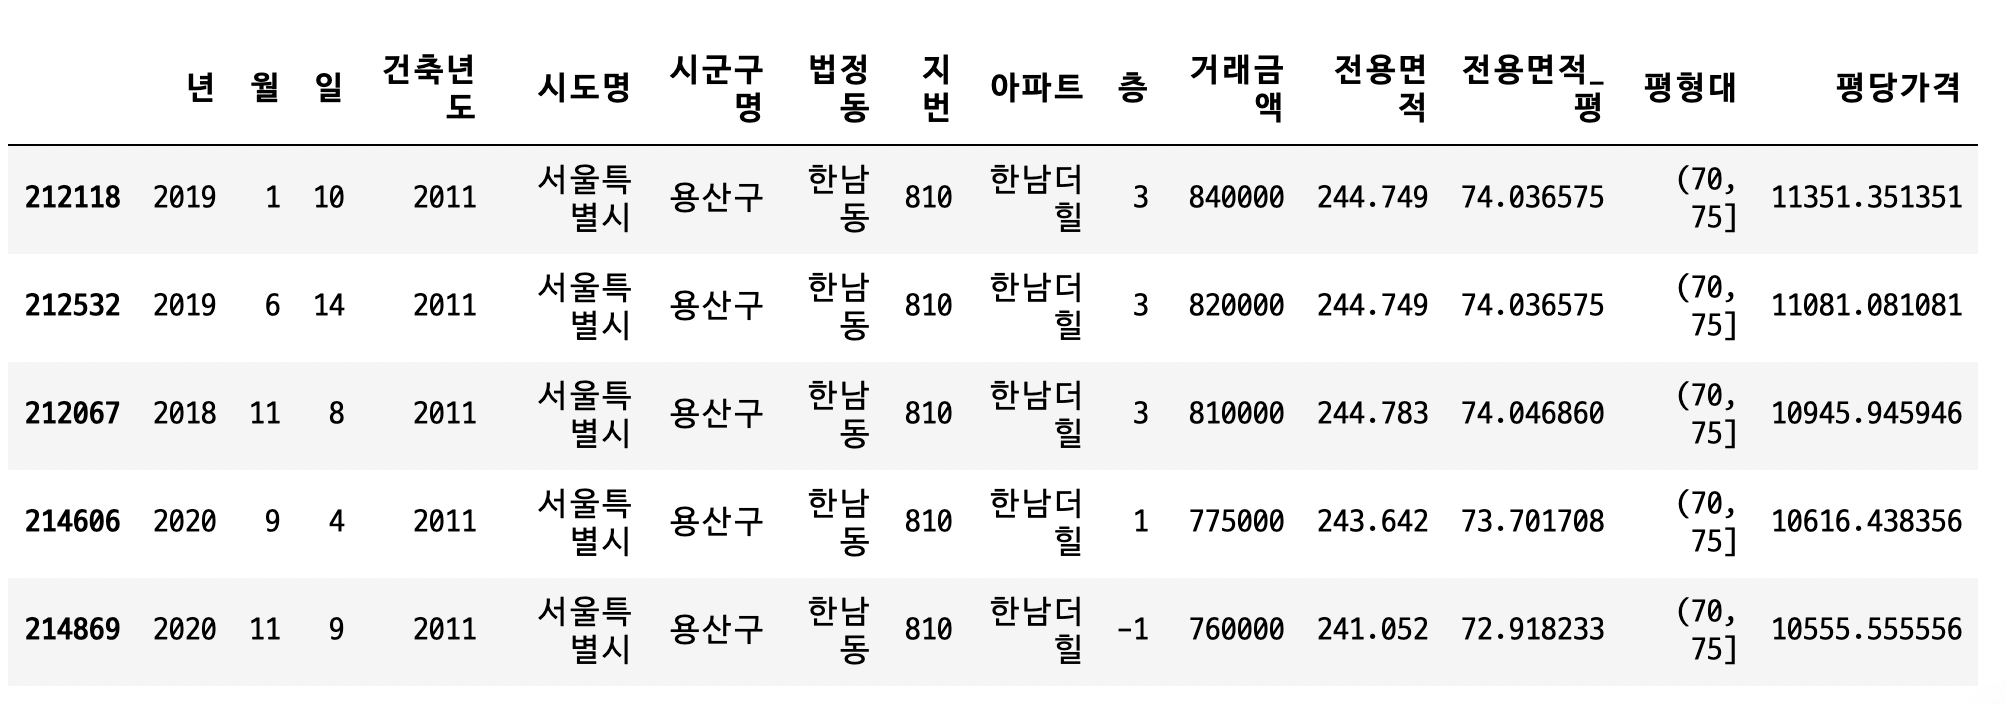 년 월 일 건축년도 시도명 시군구명 법정동 지번 아파트 층 거래금액 전용면적 전용면적_평 평형대 평당가격
212118 2019 1 10 2011 서울특별시 용산구 한남동 810 한남더힐 3 840000 244.749 74.036575 (70, 75] 11351.351351
212532 2019 6 14 2011 서울특별시 용산구 한남동 810 한남더힐 3 820000 244.749 74.036575 (70, 75] 11081.081081
212067 2018 11 8 2011 서울특별시 용산구 한남동 810 한남더힐 3 810000 244.783 74.046860 (70, 75] 10945.945946
214606 2020 9 4 2011 서울특별시 용산구 한남동 810 한남더힐 1 775000 243.642 73.701708 (70, 75] 10616.438356
214869 2020 11 9 2011 서울특별시 용산구 한남동 810 한남더힐 -1 760000 241.052 72.918233 (70, 75] 10555.555556